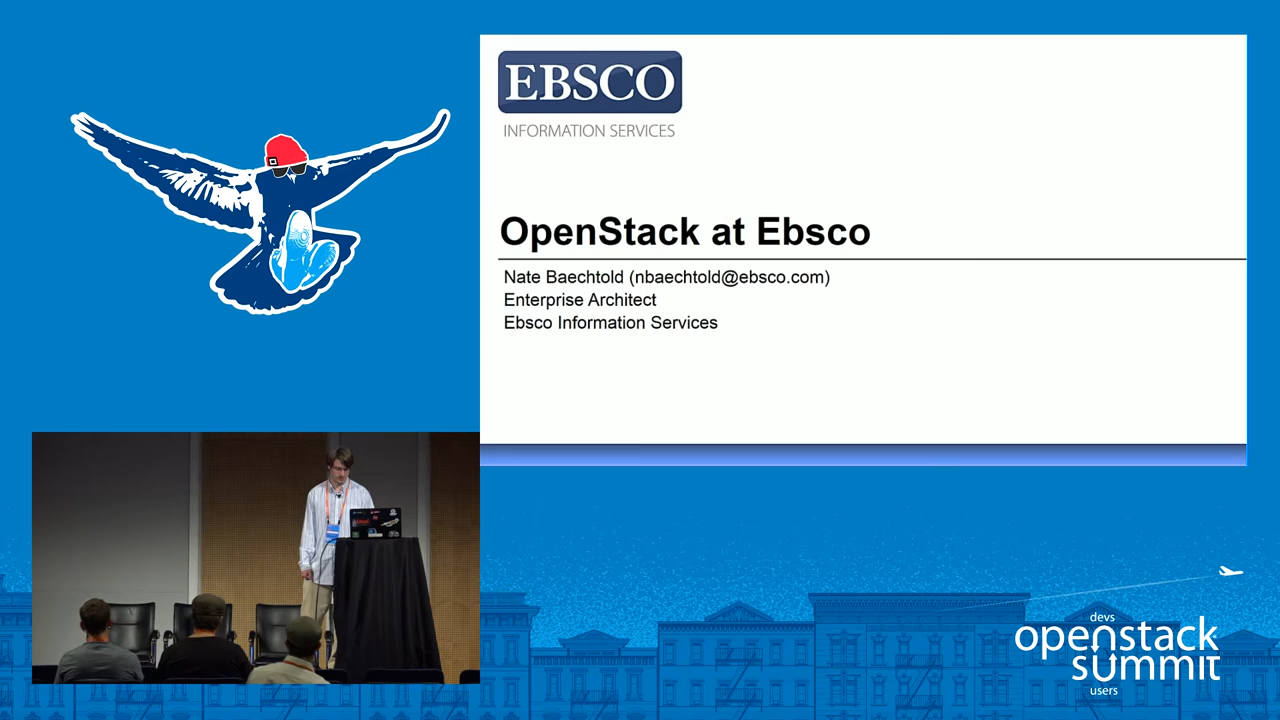 EBSCO
INFORMATION SERVICES
OpenStack at Ebsco
Nate Baechtold (nbaechtold@ebsco.com)
Enterprise Architect
Ebsco Information Services
devs
openstack
summit
users